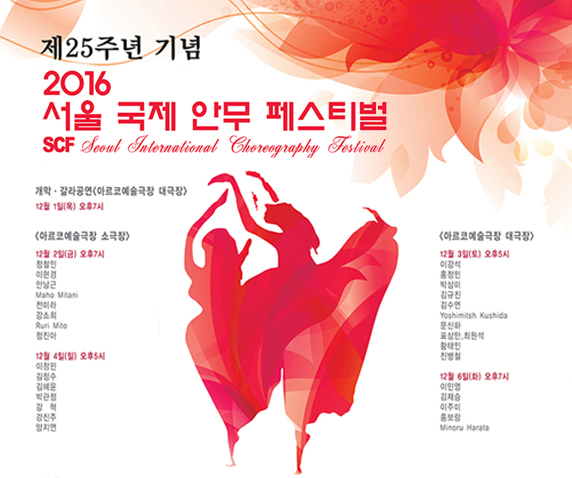 제25주년 기념
2016
서울 국제 안무 페스티벌
SCF Seoul International Choreography Festival
개막·갈라공연<아르코예술극장 대극장>
12월 1일(목) 오후7시
<아르코예술극장 소극장>
12월 2일(금) 오후7시
정철인
이현경
안남근
Maho Mitani
전미라
강소희
Ruri Mito
정진아
12월 4일(일) 오후5시
이정민
김정수
김혜윤
박관정
강 혁
강진주
양지연
<아르코예술극장 대극장>
12월 3일(토) 오후5시
이강석
홍정민
박상미
김규진
김수연
Yoshimitsh Kushida
문신하
표상만,최원석
황태인
진병철
12월 6일(화) 오후7시
이민영
김재승
이주미
홍보람
Minoru Harata